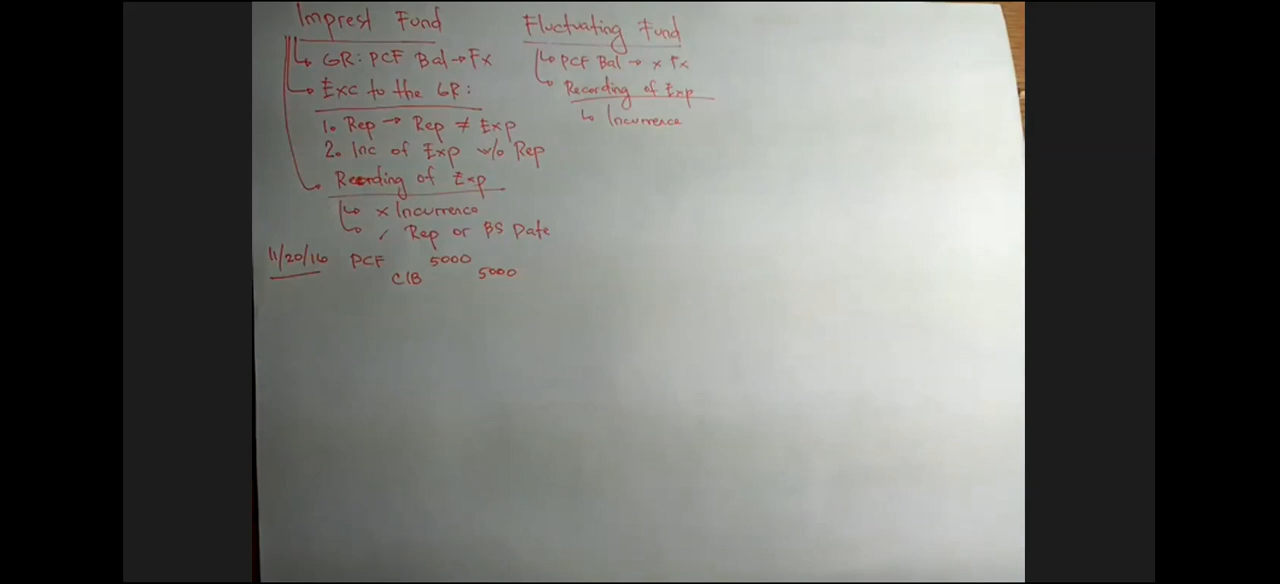 Imprest Fund
↳ GR: PCF Bal → Fx
↳ Exc to the GR:
1. Rep → Rep ≠ Exp
2. Inc of Exp w/o Rep
↳ Recording of Exp
↳ x Incurrence
↳ / Rep or BS Date
11/20/16 PCF 5000
CIB 5000
Fluctuating Fund
↳ PCF Bal → x Fx
↳ Recording of Exp
↳ Incurrence